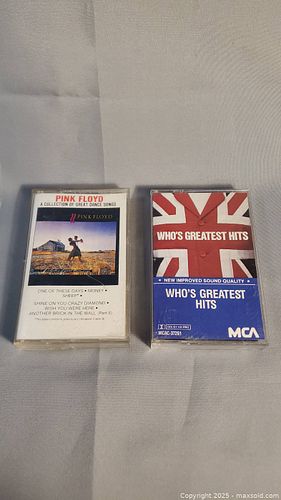 PINK FLOYD
A COLLECTION OF GREAT DANCE SONGS
PINK FLOYD
ONE OF THESE DAYS • MONEY •
SHEEP*
SHINE ON YOU CRAZY DIAMOND •
WISH YOU WERE HERE •
ANOTHER BRICK IN THE WALL (Part II)
WHO'S GREATEST HITS
• NEW IMPROVED SOUND QUALITY •
WHO'S GREATEST
HITS
MCAC-37251
MCA
Copyright © 2025 - maxsold.com